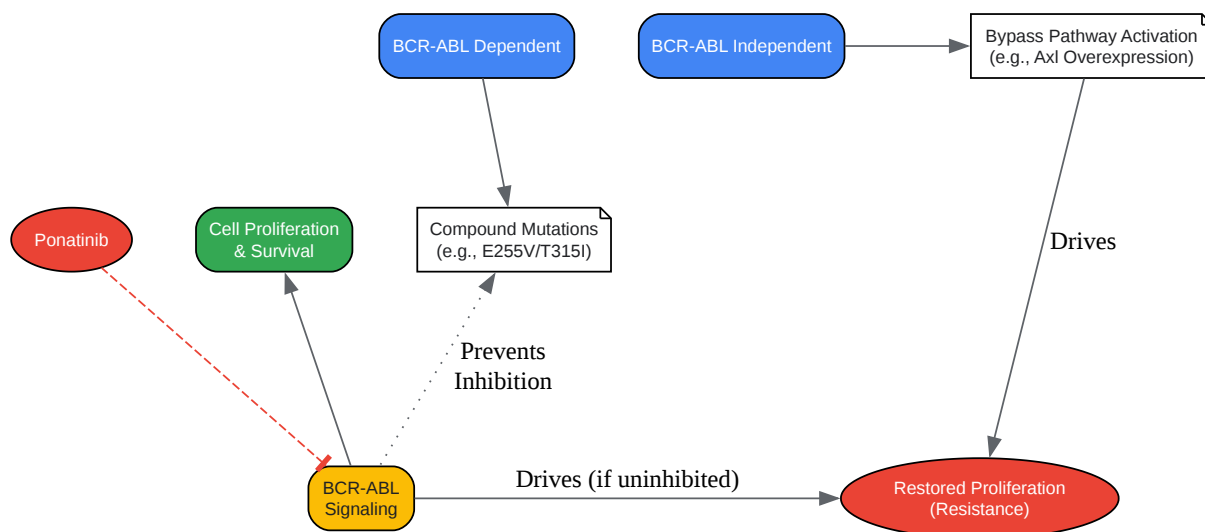 BCR-ABL Dependent
BCR-ABL Independent
Bypass Pathway Activation
(e.g., Axl Overexpression)
Ponatinib
Cell Proliferation
& Survival
Compound Mutations
(e.g., E255V/T315I)
Drives
Prevents
Inhibition
BCR-ABL
Signaling
Drives (if uninhibited)
Restored Proliferation
(Resistance)